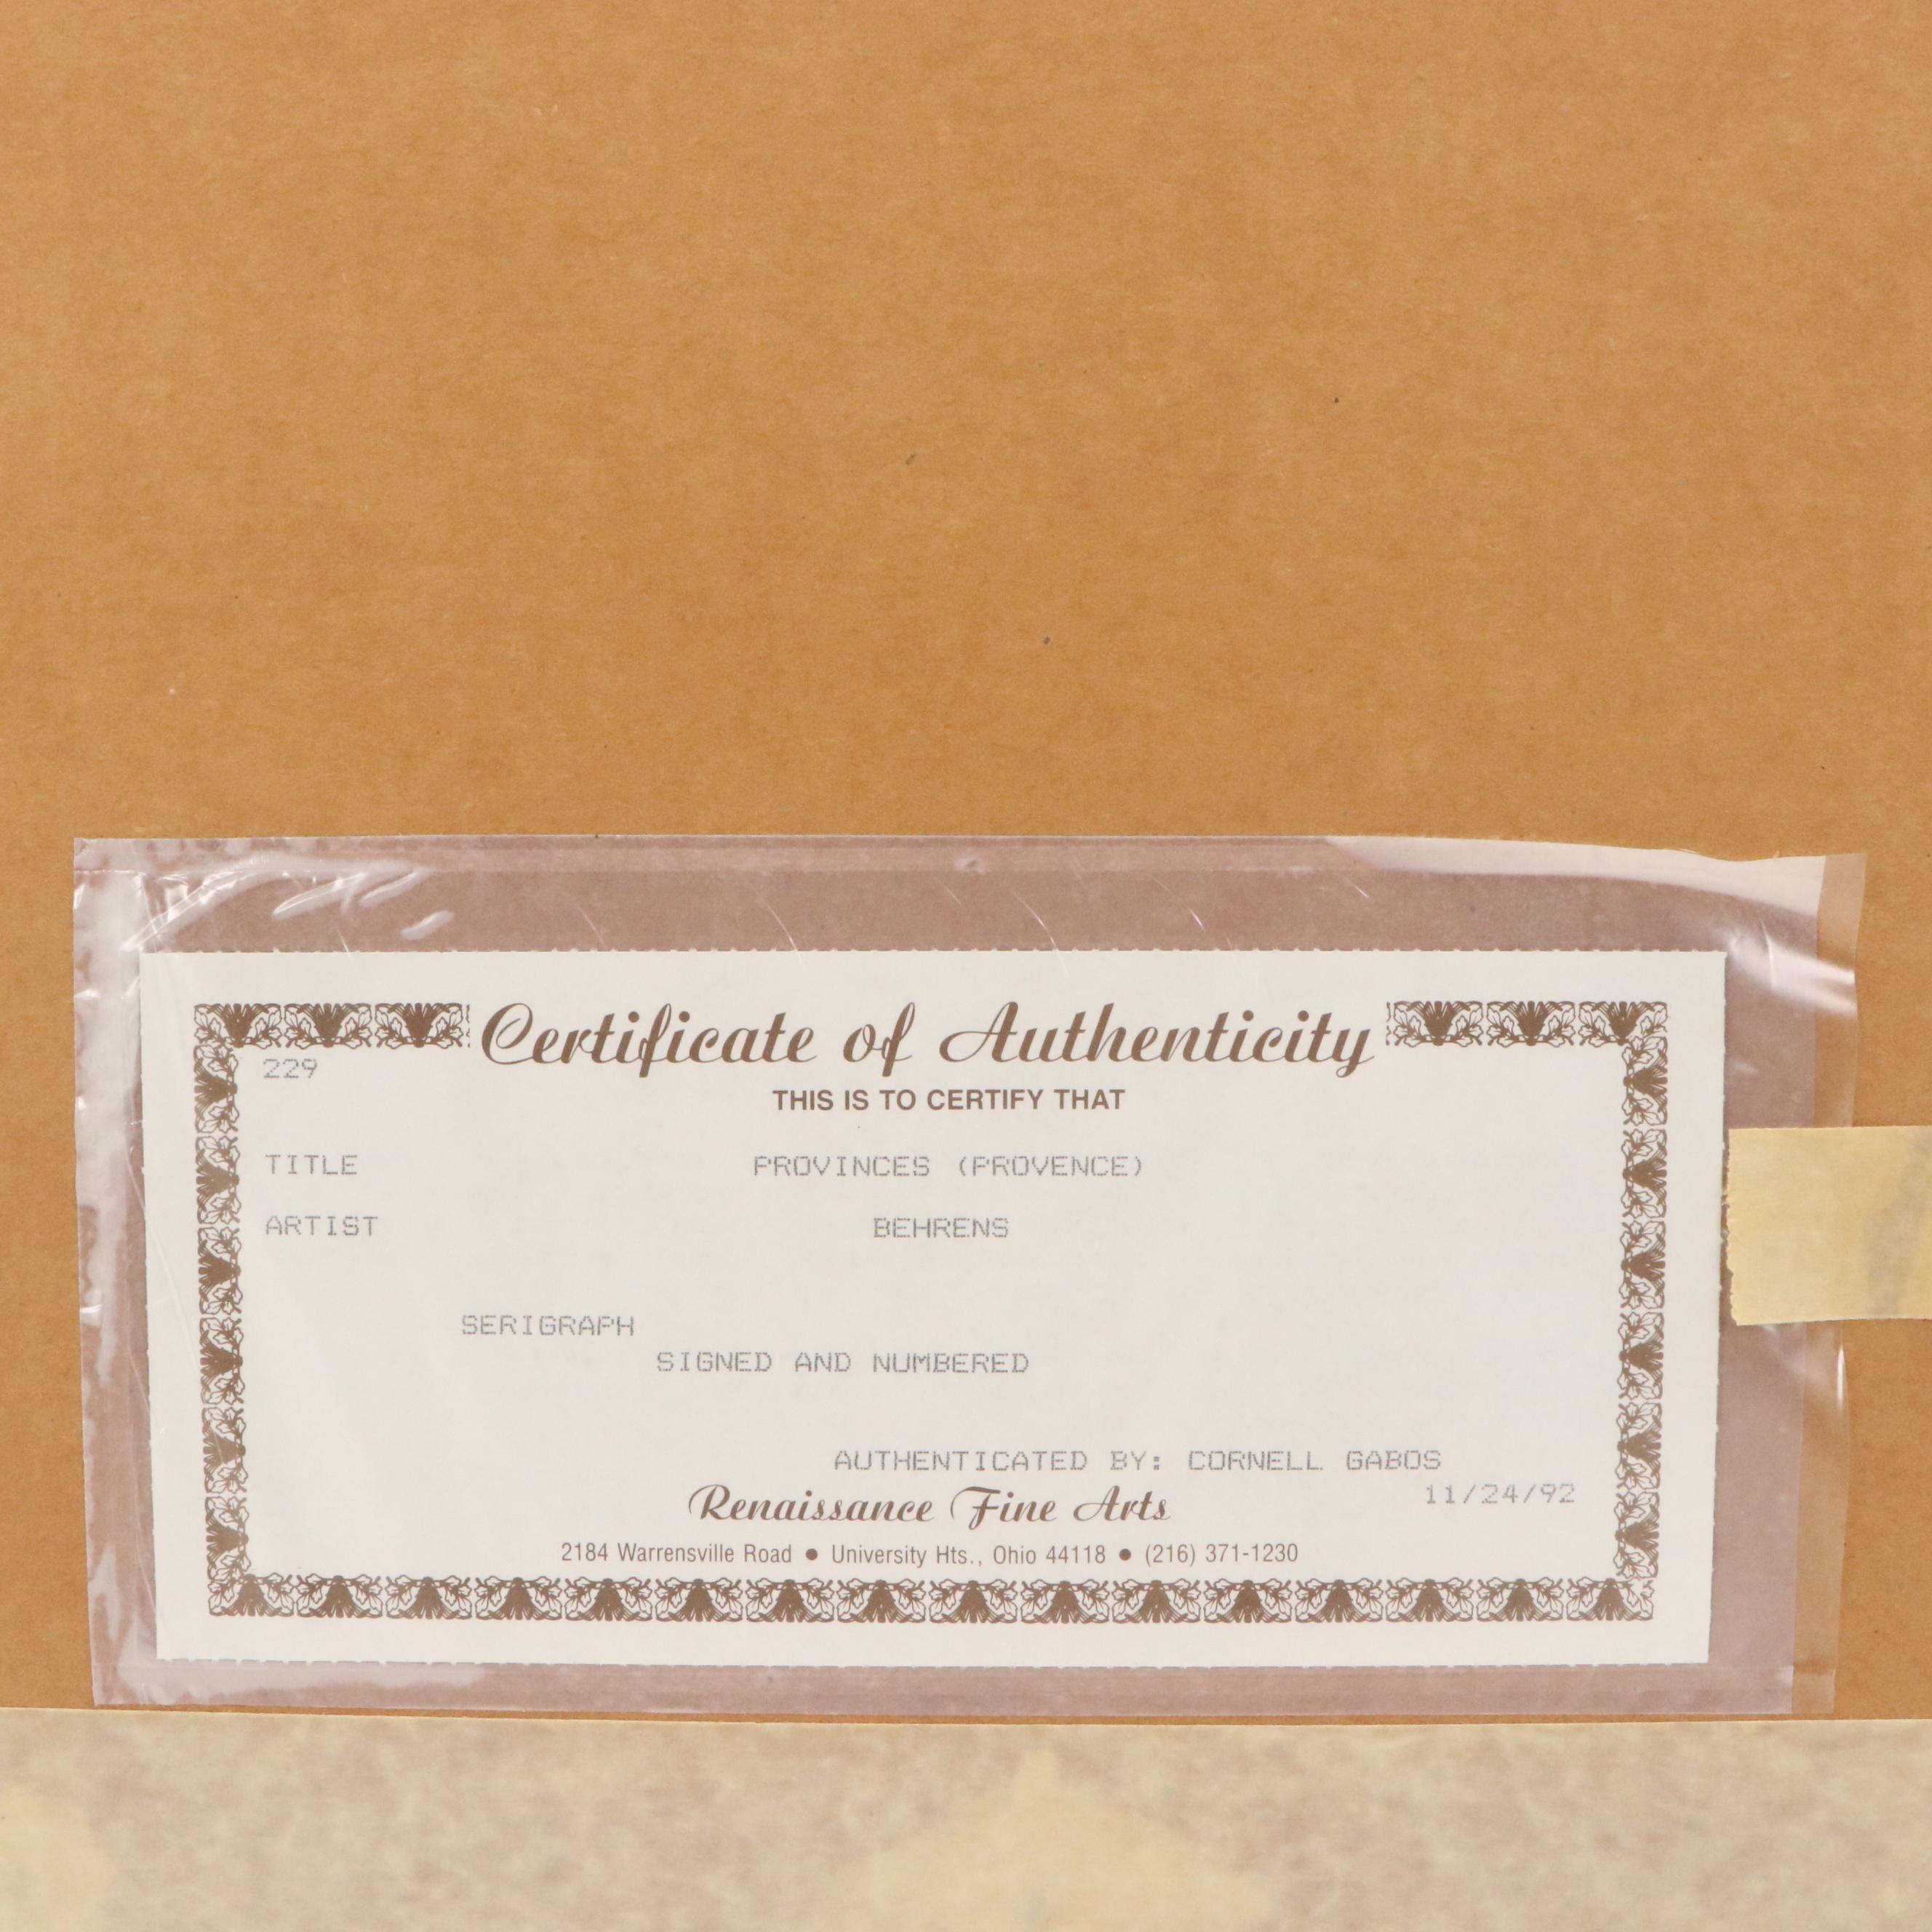 Certificate of Authenticity
229
THIS IS TO CERTIFY THAT
TITLE PROVINCES (PROVENCE)
ARTIST BEHRENS
SERIGRAPH
SIGNED AND NUMBERED
AUTHENTICATED BY: CORNELL GABOS
11/24/92
Renaissance Fine Arts
2184 Warrensville Road ● University Hts., Ohio 44118 ● (216) 371-1230